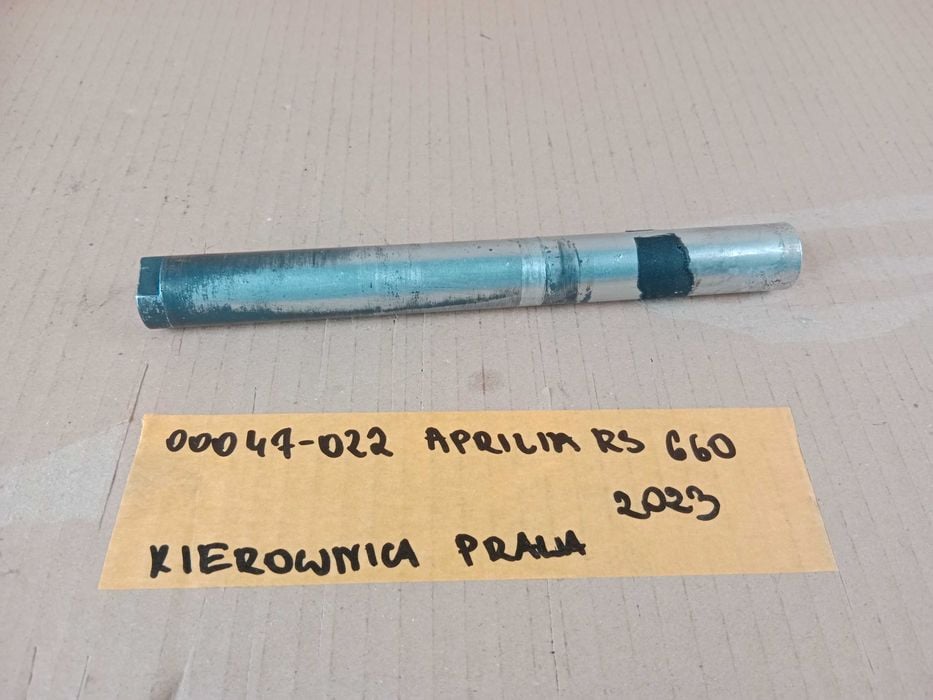 00047-022 APRILIA RS 660
2023
KIEROWNICA PRAWA